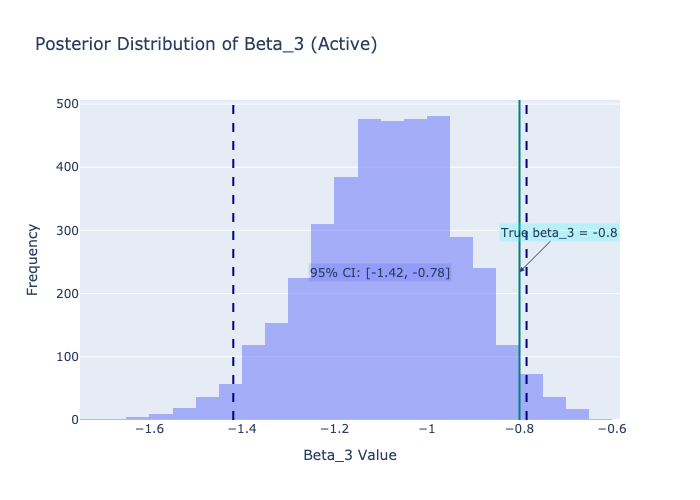 Posterior Distribution of Beta_3 (Active)
500
400
300
200
100
0
Frequency
True beta_3 = -0.8
95% CI: [-1.42, -0.78]
−1.6
−1.4
−1.2
−1
−0.8
−0.6
Beta_3 Value